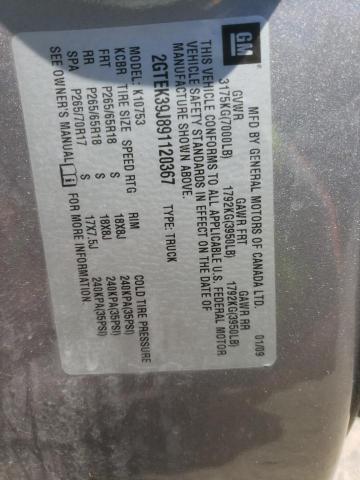 GM
MFD BY GENERAL MOTORS OF CANADA LTD. 01/09
GVWR GAWR FRT GAWR RR
3175KG(7000LB) 1792KG(3950LB) 1792KG(3950LB)
THIS VEHICLE CONFORMS TO ALL APPLICABLE U.S. FEDERAL MOTOR
VEHICLE SAFETY STANDARDS IN EFFECT ON THE DATE OF
MANUFACTURE SHOWN ABOVE.
2GTEK39J891120367 TYPE: TRUCK
MODEL: K10753
KCBR TIRE SIZE SPEED RTG RIM COLD TIRE PRESSURE
FRT P265/65R18 S 18X8J 240KPA(35PSI)
RR P265/65R18 S 18X8J 240KPA(35PSI)
SPA P265/70R17 S 17X7.5J 240KPA(35PSI)
SEE OWNER'S MANUAL FOR MORE INFORMATION.